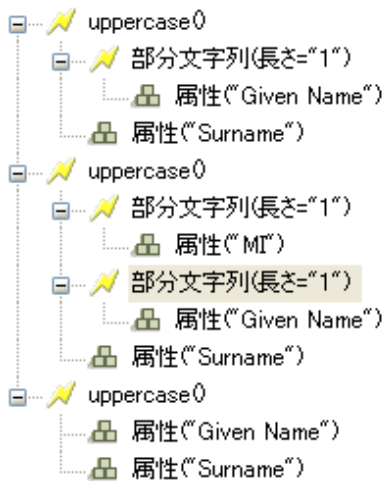 uppercase()
部分文字列(長さ="1")
属性("Given Name")
属性("Surname")
uppercase()
部分文字列(長さ="1")
属性("MI")
部分文字列(長さ="1")
属性("Given Name")
属性("Surname")
uppercase()
属性("Given Name")
属性("Surname")